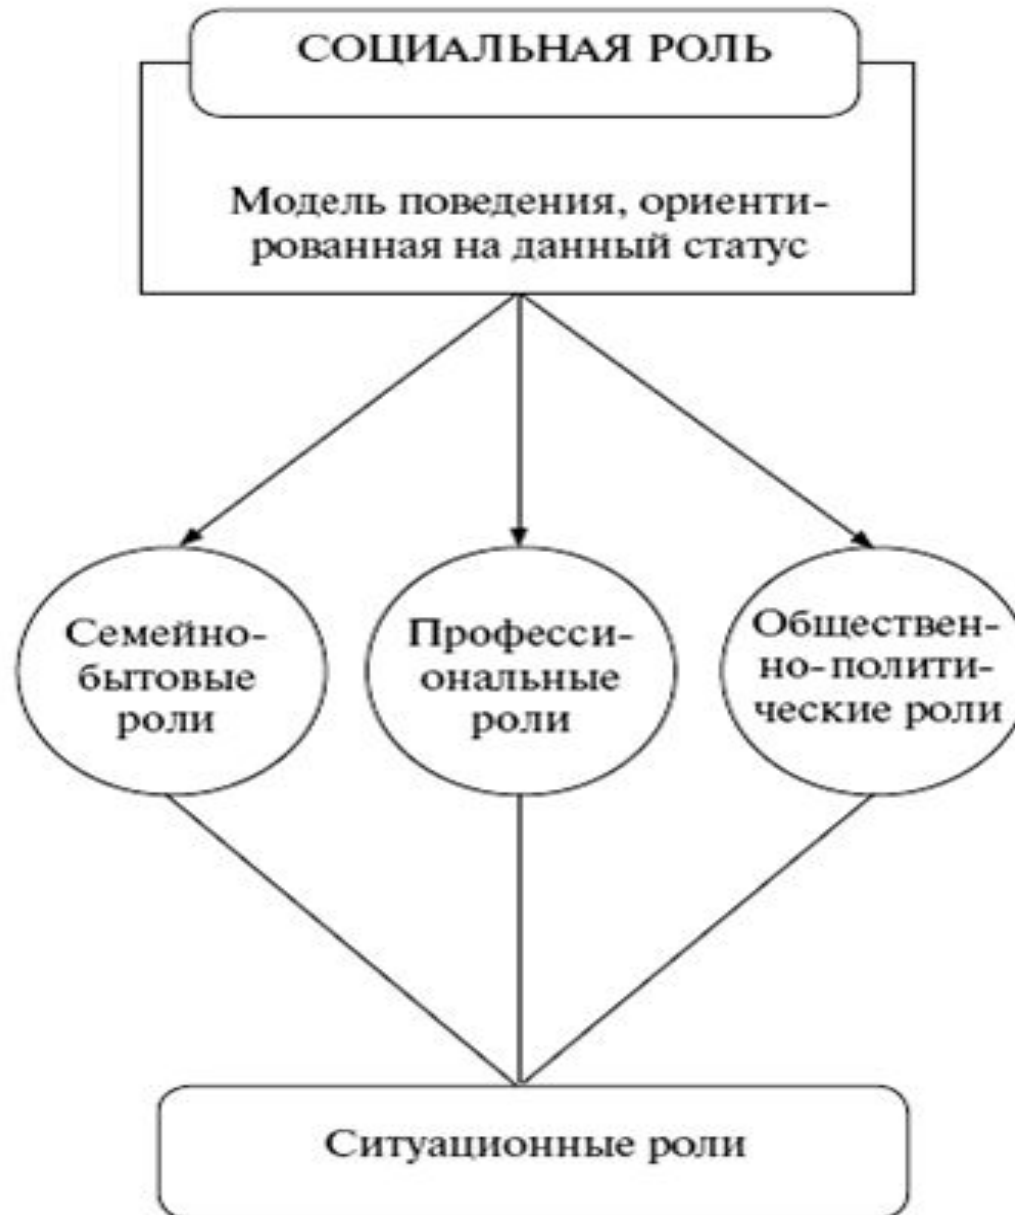 СОЦИАЛЬНАЯ РОЛЬ
Модель поведения, ориенти-
рованная на данный статус
Семейно-
бытовые
роли
Професси-
ональные
роли
Обществен-
но-полити-
ческие роли
Ситуационные роли